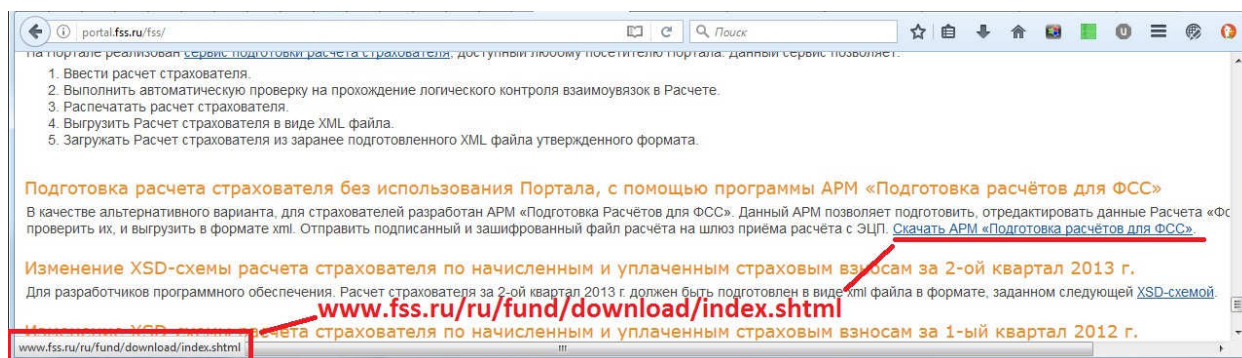 portal.fss.ru/fss/
Поиск
На Портале реализован сервис подготовки расчета страхователя, доступный любому посетителю Портала. Данный сервис позволяет:
1. Ввести расчет страхователя.
2. Выполнить автоматическую проверку на прохождение логического контроля взаимоувязок в Расчете.
3. Распечатать расчет страхователя.
4. Выгрузить Расчет страхователя в виде XML файла.
5. Загружать Расчет страхователя из заранее подготовленного XML файла утвержденного формата.
Подготовка расчета страхователя без использования Портала, с помощью программы АРМ «Подготовка расчётов для ФСС»
В качестве альтернативного варианта, для страхователей разработан АРМ «Подготовка Расчётов для ФСС». Данный АРМ позволяет подготовить, отредактировать данные Расчета «Фо
проверить их, и выгрузить в формате xml. Отправить подписанный и зашифрованный файл расчёта на шлюз приёма расчёта с ЭЦП. Скачать АРМ «Подготовка расчётов для ФСС».
Изменение XSD-схемы расчета страхователя по начисленным и уплаченным страховым взносам за 2-ой квартал 2013 г.
Для разработчиков программного обеспечения. Расчет страхователя за 2-ой квартал 2013 г. должен быть подготовлен в виде xml файла в формате, заданном следующей XSD-схемой.
www.fss.ru/ru/fund/download/index.shtml
Изменение XSD-схемы расчета страхователя по начисленным и уплаченным страховым взносам за 1-ый квартал 2012 г.
www.fss.ru/ru/fund/download/index.shtml